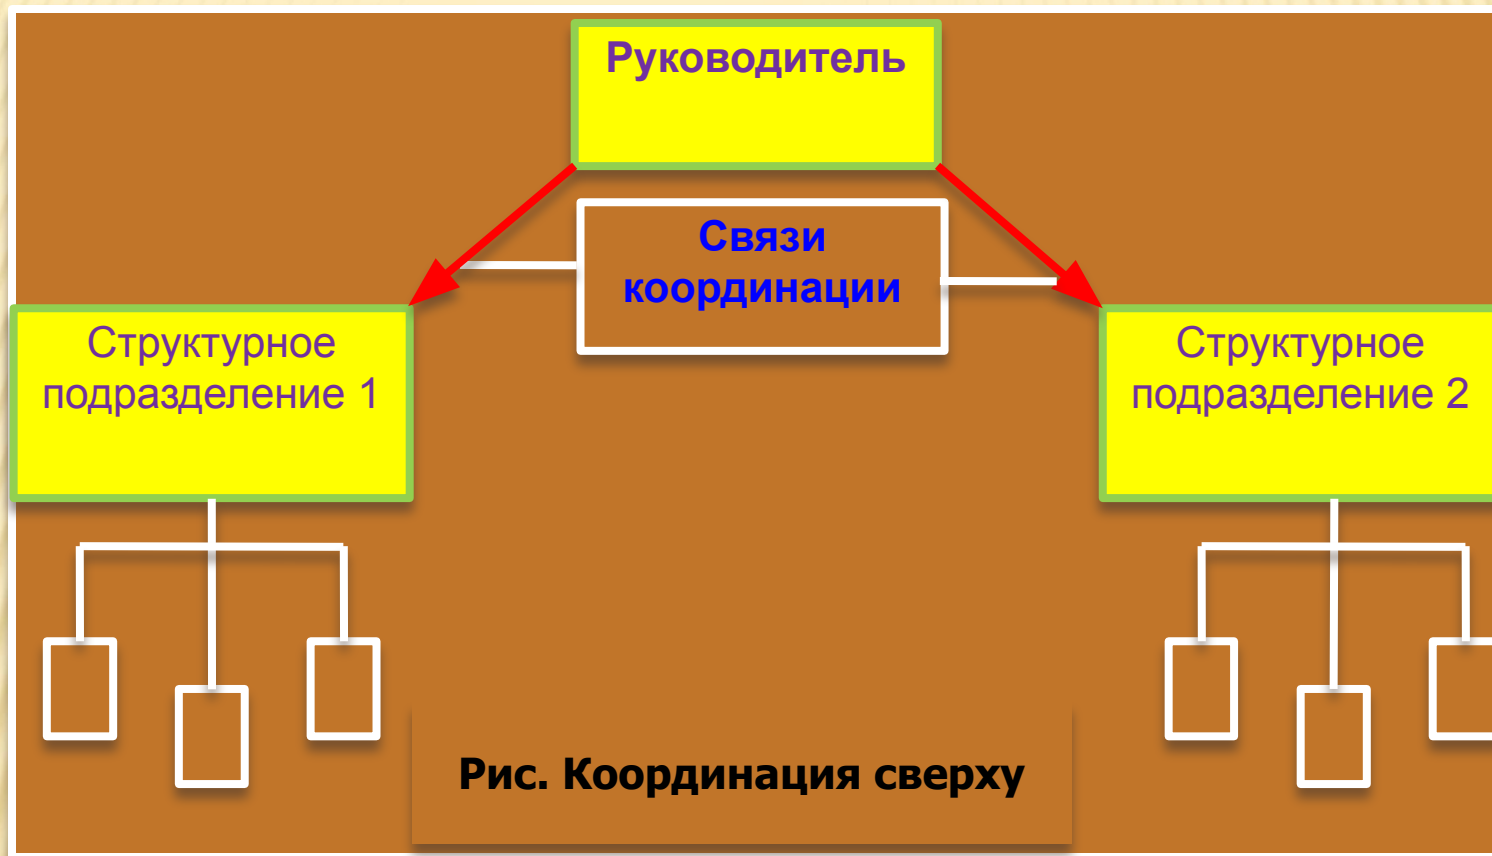 Руководитель
Связи
координации
Структурное
подразделение 1
Структурное
подразделение 2
Рис. Координация сверху